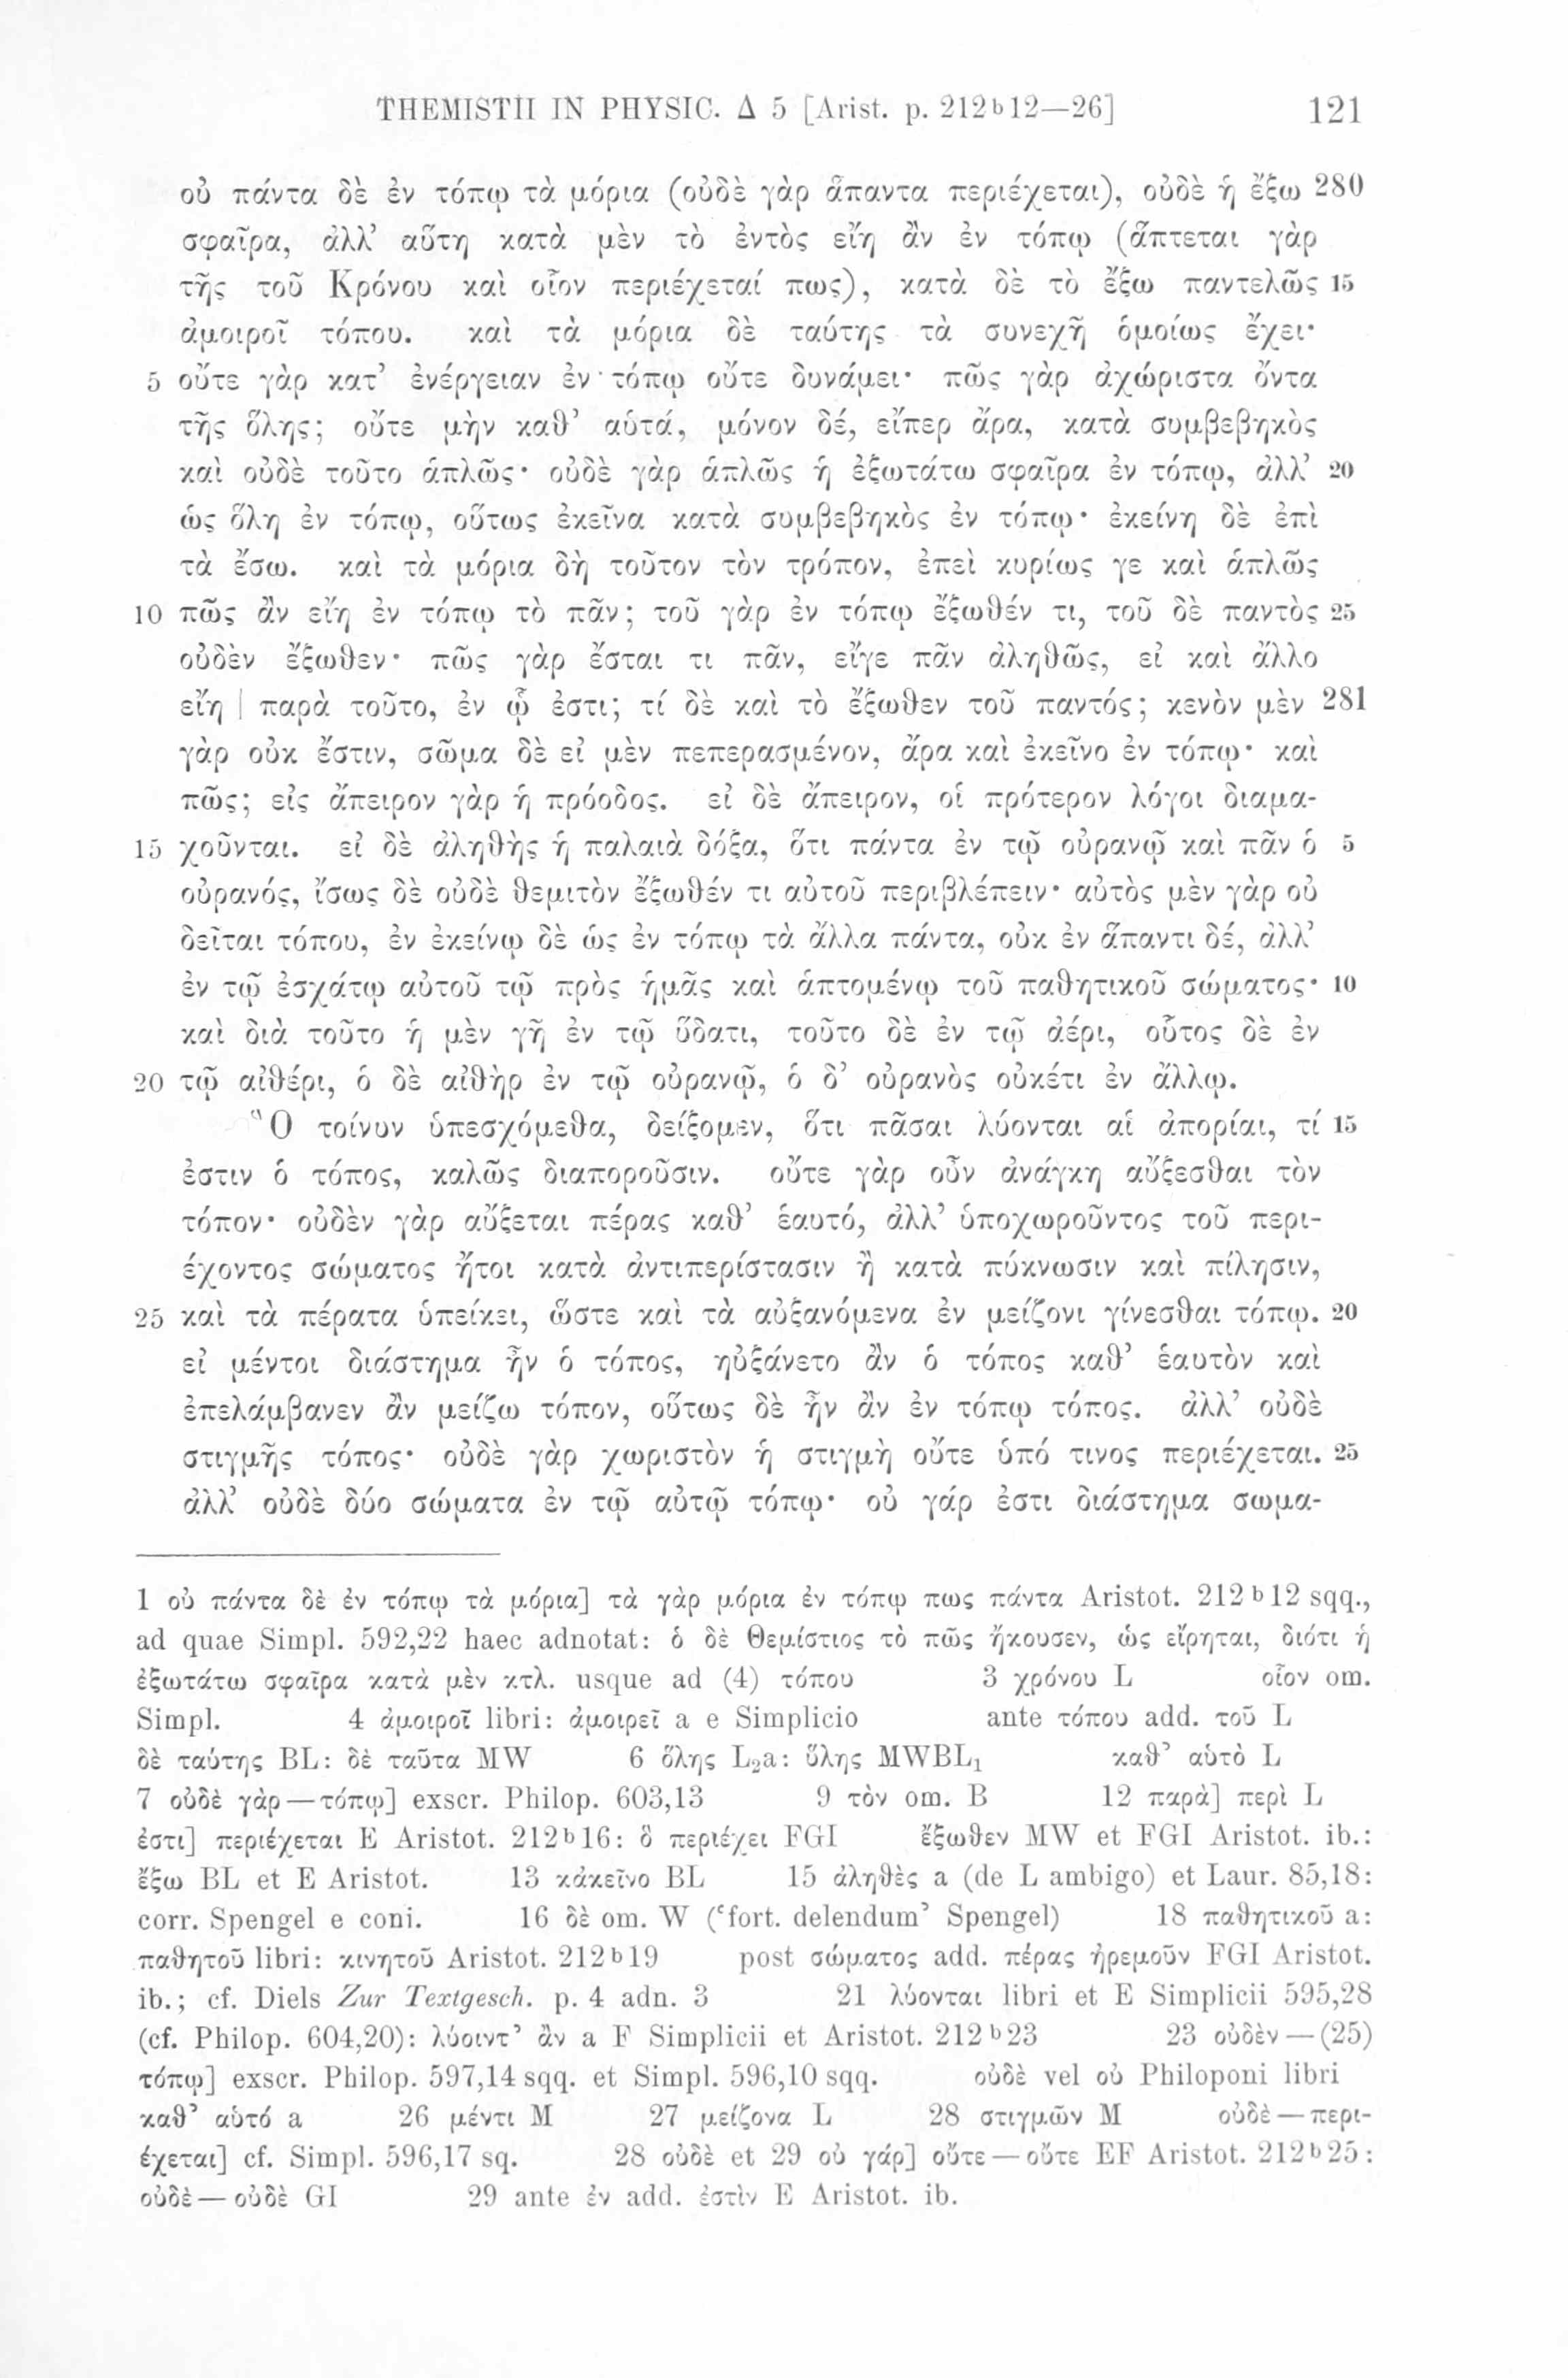 THEMISTII IN PHYSIC. Δ 5 [Arist. p. 212b12—26] 121
οὐ πάντα δὲ ἐν τόπῳ τὰ μόρια (οὐδὲ γὰρ ἅπαντα περιέχεται), οὐδὲ ἡ ἔξω 280
σφαῖρα, ἀλλ’ αὕτη κατὰ μὲν τὸ ἐντὸς εἴη ἂν ἐν τόπῳ (ἅπτεται γὰρ
τῆς τοῦ Κρόνου καὶ οἷον περιέχεταί πως), κατὰ δὲ τὸ ἔξω παντελῶς 15
ἀμοιροῖ τόπου. καὶ τὰ μόρια δὲ ταύτης τὰ συνεχῆ ὁμοίως ἔχει·
5 οὔτε γὰρ κατ’ ἐνέργειαν ἐν τόπῳ οὔτε δυνάμει· πῶς γὰρ ἀχώριστα ὄντα
τῆς ὅλης; οὔτε μὴν καθ’ αὑτά, μόνον δέ, εἴπερ ἄρα, κατὰ συμβεβηκὸς
καὶ οὐδὲ τοῦτο ἁπλῶς· οὐδὲ γὰρ ἁπλῶς ἡ ἐξωτάτω σφαῖρα ἐν τόπῳ, ἀλλ’ 20
ὡς ὅλη ἐν τόπῳ, οὕτως ἐκεῖνα κατὰ συμβεβηκὸς ἐν τόπῳ· ἐκείνη δὲ ἐπὶ
τὰ ἔσω. καὶ τὰ μόρια δὴ τοῦτον τὸν τρόπον, ἐπεὶ κυρίως γε καὶ ἁπλῶς
10 πῶς ἂν εἴη ἐν τόπῳ τὸ πᾶν; τοῦ γὰρ ἐν τόπῳ ἔξωθέν τι, τοῦ δὲ παντὸς 25
οὐδὲν ἔξωθεν· πῶς γὰρ ἔσται τι πᾶν, εἴγε πᾶν ἀληθῶς, εἰ καὶ ἄλλο
εἴη | παρὰ τοῦτο, ἐν ᾧ ἐστι; τί δὲ καὶ τὸ ἔξωθεν τοῦ παντός; κενὸν μὲν 281
γὰρ οὐκ ἔστιν, σῶμα δὲ εἰ μὲν πεπερασμένον, ἄρα καὶ ἐκεῖνο ἐν τόπῳ· καὶ
πῶς; εἰς ἄπειρον γὰρ ἡ πρόοδος. εἰ δὲ ἄπειρον, οἱ πρότερον λόγοι διαμα-
15 χοῦνται. εἰ δὲ ἀληθὴς ἡ παλαιὰ δόξα, ὅτι πάντα ἐν τῷ οὐρανῷ καὶ πᾶν ὁ 5
οὐρανός, ἴσως δὲ οὐδὲ θεμιτὸν ἔξωθέν τι αὐτοῦ περιβλέπειν· αὐτὸς μὲν γὰρ οὐ
δεῖται τόπου, ἐν ἐκείνῳ δὲ ὡς ἐν τόπῳ τὰ ἄλλα πάντα, οὐκ ἐν ἅπαντι δέ, ἀλλ’
ἐν τῷ ἐσχάτῳ αὐτοῦ τῷ πρὸς ἡμᾶς καὶ ἁπτομένῳ τοῦ παθητικοῦ σώματος· 10
καὶ διὰ τοῦτο ἡ μὲν γῆ ἐν τῷ ὕδατι, τοῦτο δὲ ἐν τῷ ἀέρι, οὗτος δὲ ἐν
20 τῷ αἰθέρι, ὁ δὲ αἰθὴρ ἐν τῷ οὐρανῷ, ὁ δ’ οὐρανὸς οὐκέτι ἐν ἄλλῳ.
Ὃ τοίνυν ὑπεσχόμεθα, δείξομεν, ὅτι πᾶσαι λύονται αἱ ἀπορίαι, τί 15
ἐστιν ὁ τόπος, καλῶς διαποροῦσιν. οὔτε γὰρ οὖν ἀνάγκη αὔξεσθαι τὸν
τόπον· οὐδὲν γὰρ αὔξεται πέρας καθ’ ἑαυτό, ἀλλ’ ὑποχωροῦντος τοῦ περι-
έχοντος σώματος ἤτοι κατὰ ἀντιπερίστασιν ἢ κατὰ πύκνωσιν καὶ πίλησιν,
25 καὶ τὰ πέρατα ὑπείκει, ὥστε καὶ τὰ αὐξανόμενα ἐν μείζονι γίνεσθαι τόπῳ. 20
εἰ μέντοι διάστημα ἦν ὁ τόπος, ηὐξάνετο ἂν ὁ τόπος καθ’ ἑαυτὸν καὶ
ἐπελάμβανεν ἂν μείζω τόπον, οὕτως δὲ ἦν ἂν ἐν τόπῳ τόπος. ἀλλ’ οὐδὲ
στιγμῆς τόπος· οὐδὲ γὰρ χωριστὸν ἡ στιγμὴ οὔτε ὑπό τινος περιέχεται. 25
ἀλλ’ οὐδὲ δύο σώματα ἐν τῷ αὐτῷ τόπῳ· οὐ γάρ ἐστι διάστημα σωμα-
1 οὐ πάντα δὲ ἐν τόπῳ τὰ μόρια] τὰ γὰρ μόρια ἐν τόπῳ πως πάντα Aristot. 212b12 sqq.,
ad quae Simpl. 592,22 haec adnotat: ὁ δὲ Θεμίστιος τὸ πῶς ἤκουσεν, ὡς εἴρηται, διότι ἡ
ἐξωτάτω σφαῖρα κατὰ μὲν κτλ. usque ad (4) τόπου 3 χρόνου L οἷον om.
Simpl. 4 ἀμοιροῖ libri: ἀμοιρεῖ a e Simplicio ante τόπου add. τοῦ L
δὲ ταύτης BL: δὲ ταῦτα MW 6 ὅλης L2a: ὕλης MWBL1 καθ’ αὑτὸ L
7 οὐδὲ γὰρ — τόπῳ] exscr. Philop. 603,13 9 τὸν om. B 12 παρὰ] περὶ L
ἐστι] περιέχεται E Aristot. 212b16: ὃ περιέχει FGI ἔξωθεν MW et FGI Aristot. ib.:
ἔξω BL et E Aristot. 13 κἀκεῖνο BL 15 ἀληθὲς a (de L ambigo) et Laur. 85,18:
corr. Spengel e coni. 16 δὲ om. W (‘fort. delendum’ Spengel) 18 παθητικοῦ a:
παθητοῦ libri: κινητοῦ Aristot. 212b19 post σώματος add. πέρας ἠρεμοῦν FGI Aristot.
ib.; cf. Diels Zur Textgesch. p. 4 adn. 3 21 λύονται libri et E Simplicii 595,28
(cf. Philop. 604,20): λύοιντ’ ἂν a F Simplicii et Aristot. 212b23 23 οὐδὲν — (25)
τόπῳ] exscr. Philop. 597,14 sqq. et Simpl. 596,10 sqq. οὐδὲ vel οὐ Philoponi libri
καθ’ αὑτό a 26 μέντι M 27 μείζονα L 28 στιγμῶν M οὐδὲ — περι-
έχεται] cf. Simpl. 596,17 sq. 28 οὐδὲ et 29 οὐ γάρ] οὔτε — οὔτε EF Aristot. 212b25:
οὐδὲ — οὐδὲ GI 29 ante ἐν add. ἐστὶν E Aristot. ib.